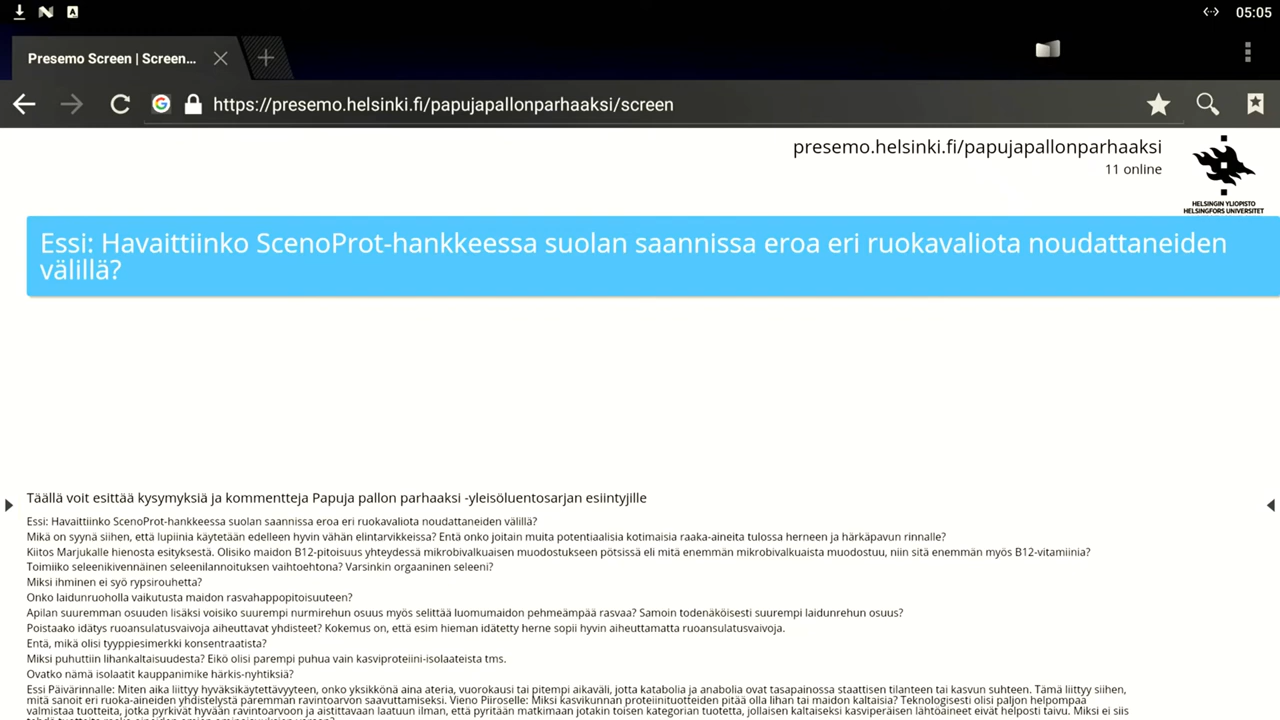 05:05
Presemo Screen | Screen...
https://presemo.helsinki.fi/papujapallonparhaaksi/screen
presemo.helsinki.fi/papujapallonparhaaksi
11 online
HELSINGIN YLIOPISTO
HELSINGFORS UNIVERSITET
Essi: Havaittiinko ScenoProt-hankkeessa suolan saannissa eroa eri ruokavaliota noudattaneiden
välillä?
Täällä voit esittää kysymyksiä ja kommentteja Papuja pallon parhaaksi -yleisöluentosarjan esiintyjille
Essi: Havaittiinko ScenoProt-hankkeessa suolan saannissa eroa eri ruokavaliota noudattaneiden välillä?
Mikä on syynä siihen, että lupiinia käytetään edelleen hyvin vähän elintarvikkeissa? Entä onko joitain muita potentiaalisia kotimaisia raaka-aineita tulossa herneen ja härkäpavun rinnalle?
Kiitos Marjukalle hienosta esityksestä. Olisiko maidon B12-pitoisuus yhteydessä mikrobivalkuaisen muodostukseen pötsissä eli mitä enemmän mikrobivalkuaista muodostuu, niin sitä enemmän myös B12-vitamiinia?
Toimiiko seleenikivennäinen seleenilannoituksen vaihtoehtona? Varsinkin orgaaninen seleeni?
Miksi ihminen ei syö rypsirouhetta?
Onko laidunruoholla vaikutusta maidon rasvahappopitoisuuteen?
Apilan suuremman osuuden lisäksi voisiko suurempi nurmirehun osuus myös selittää luomumaidon pehmeämpää rasvaa? Samoin todenäköisesti suurempi laidunrehun osuus?
Poistaako idätys ruoansulatusvaivoja aiheuttavat yhdisteet? Kokemus on, että esim hieman idätetty herne sopii hyvin aiheuttamatta ruoansulatusvaivoja.
Entä, mikä olisi tyyppiesimerkki konsentraatista?
Miksi puhuttiin lihankaltaisuudesta? Eikö olisi parempi puhua vain kasviproteiini-isolaateista tms.
Ovatko nämä isolaatit kauppanimike härkis-nyhtiksiä?
Essi Päivärinnalle: Miten aika liittyy hyväksikäytettävyyteen, onko yksikkönä aina ateria, vuorokausi tai pitempi aikaväli, jotta katabolia ja anabolia ovat tasapainossa staattisen tilanteen tai kasvun suhteen. Tämä liittyy siihen,
mitä sanoit eri ruoka-aineiden yhdistelystä paremman ravintoarvon saavuttamiseksi. Vieno Piiroselle: Miksi kasvikunnan proteiinituotteiden pitää olla lihan tai maidon kaltaisia? Teknologisesti olisi paljon helpompaa
valmistaa tuotteita, jotka pyrkivät hyvään ravintoarvoon ja aistittavaan laatuun ilman, että pyritään matkimaan jotakin toisen kategorian tuotetta, jollaisen kaltaiseksi kasviperäisen lähtöaineet eivät helposti taivu. Miksi ei siis